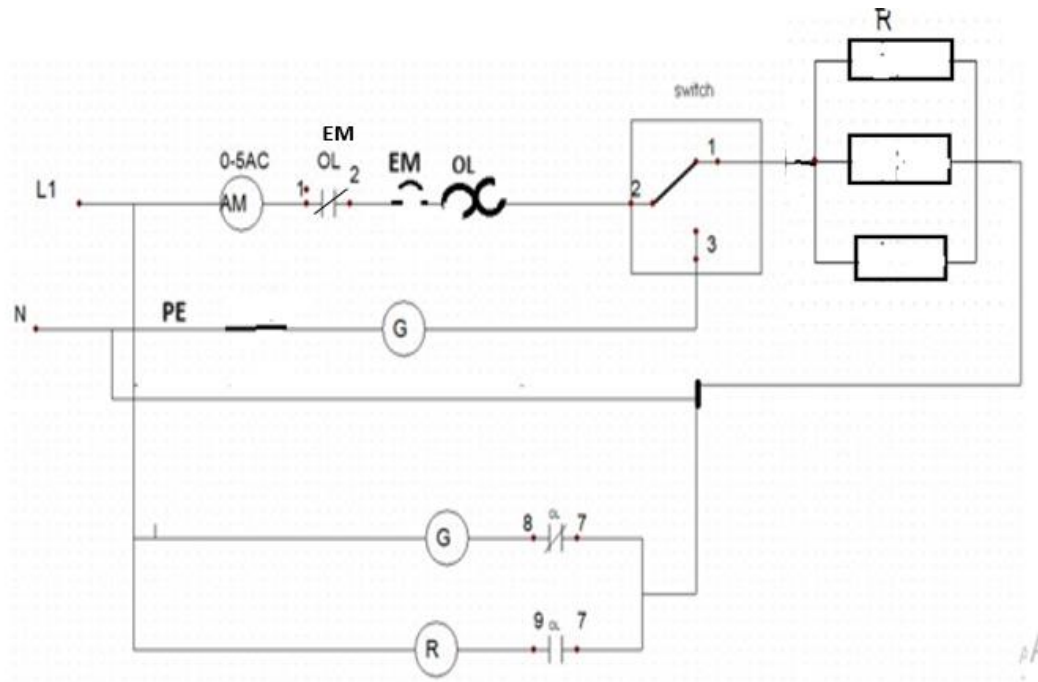 R
switch
EM
0-5AC OL EM OL
1
1 2
L1 AM 2
3
N PE G
8 OL 7
G
9 OL 7
R